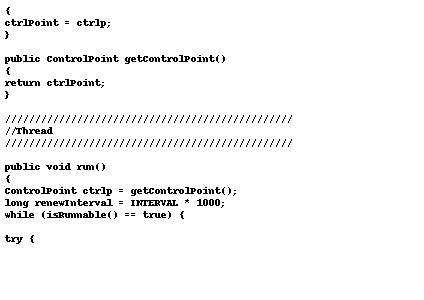 {
ctrlPoint = ctrlp;
}
public ControlPoint getControlPoint()
{
return ctrlPoint;
}
////////////////////////////////////////////////
//Thread
////////////////////////////////////////////////
public void run()
{
ControlPoint ctrlp = getControlPoint();
long renewInterval = INTERVAL * 1000;
while (isRunnable() == true) {
try {